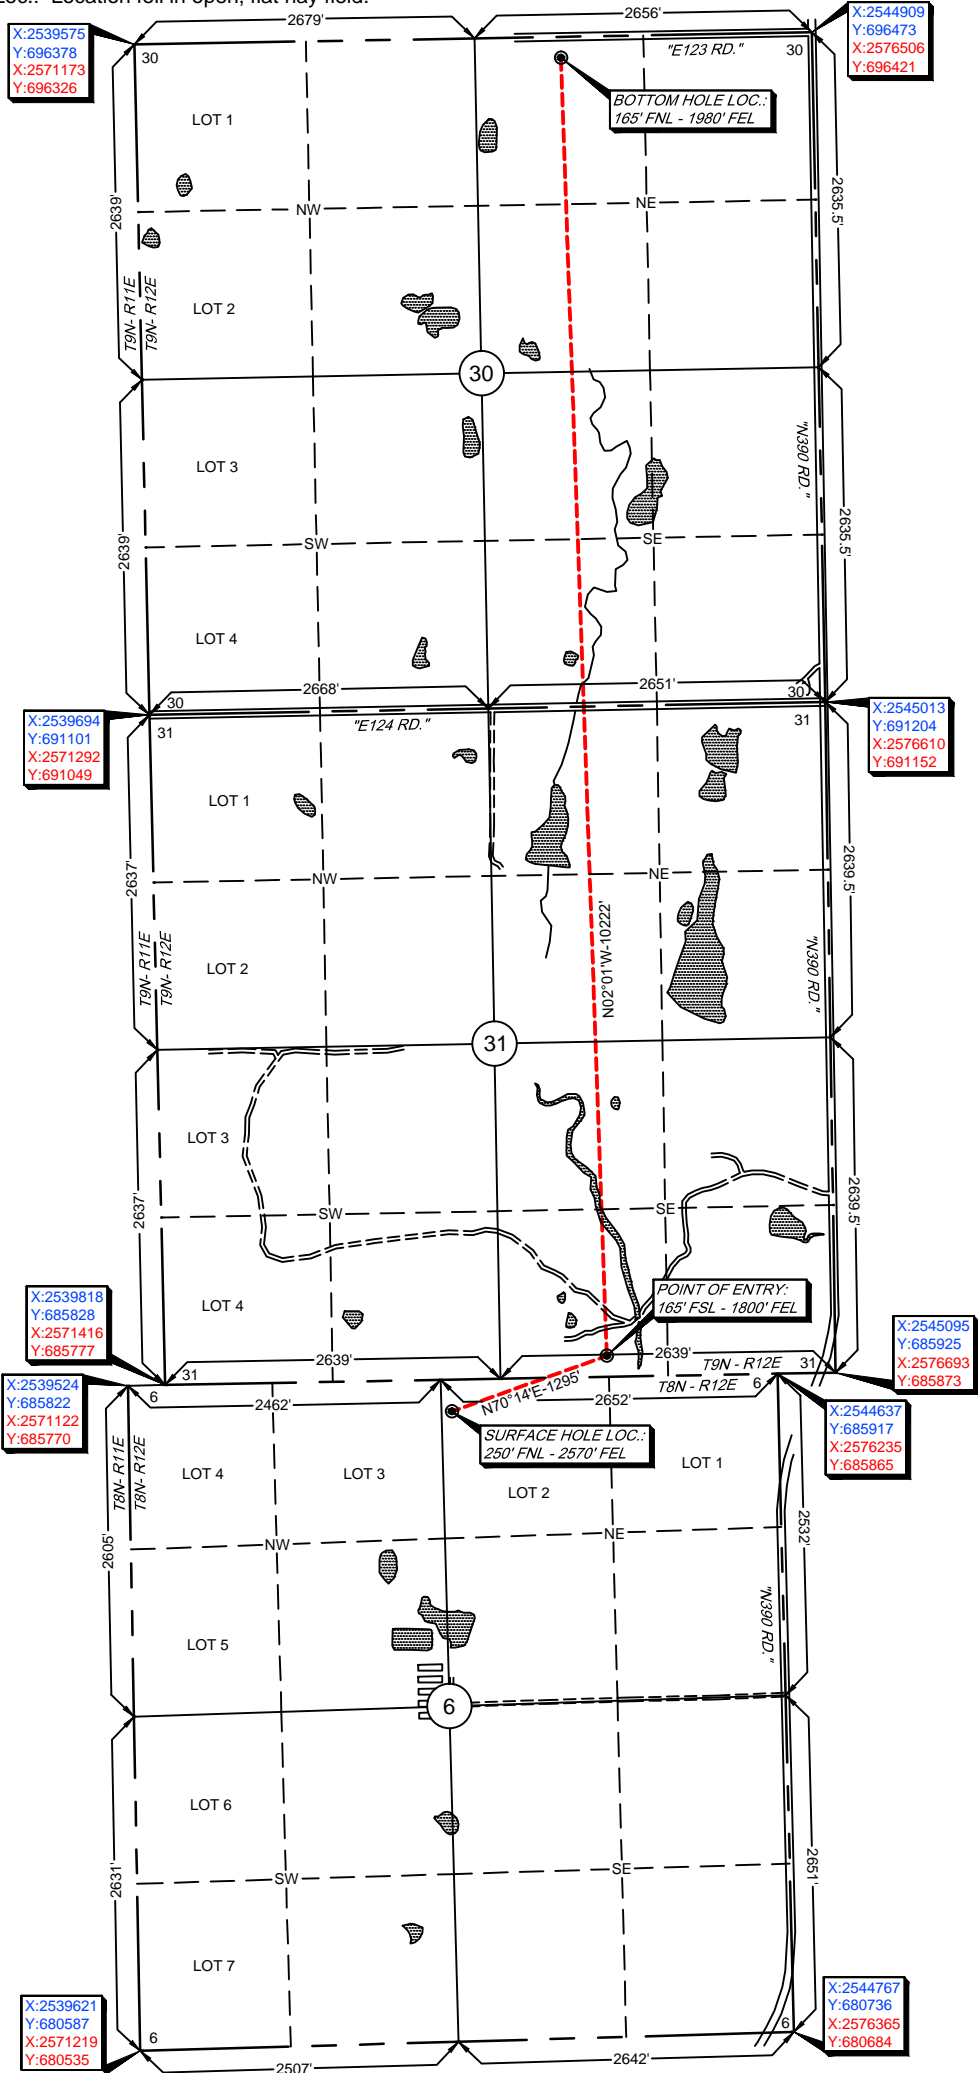 Loc.: Location fell in open, flat hay field.
2679'
2656'
X:2539575
Y:696378
X:2571173
Y:696326
X:2544909
Y:696473
X:2576506
Y:696421
30
"E123 RD."
30
BOTTOM HOLE LOC.:
165' FNL - 1980' FEL
LOT 1
2639'
NW
NE
2635.5'
T9N- R11E
T9N- R12E
LOT 2
30
"N390 RD."
LOT 3
2639'
SW
SE
2635.5'
LOT 4
2668'
2651'
30
30
X:2539694
Y:691101
X:2571292
Y:691049
31
"E124 RD."
31
X:2545013
Y:691204
X:2576610
Y:691152
LOT 1
2637'
NW
NE
2639.5'
N02°01'W-10222'
T9N- R11E
T9N- R12E
LOT 2
"N390 RD."
31
LOT 3
2637'
SW
SE
2639.5'
POINT OF ENTRY:
165' FSL - 1800' FEL
LOT 4
X:2539818
Y:685828
X:2571416
Y:685777
X:2545095
Y:685925
X:2576693
Y:685873
31
2639'
2639'
T9N - R12E
31
X:2539524
Y:685822
X:2571122
Y:685770
6
2462'
N70°14'E-1295'
2652'
T8N - R12E
6
X:2544637
Y:685917
X:2576235
Y:685865
SURFACE HOLE LOC.:
250' FNL - 2570' FEL
T8N- R11E
T8N- R12E
LOT 4
LOT 3
LOT 2
LOT 1
2605'
NW
NE
2532'
LOT 5
"N390 RD."
6
LOT 6
2631'
SW
SE
2651'
LOT 7
X:2539621
Y:680587
X:2571219
Y:680535
6
6
X:2544767
Y:680736
X:2576365
Y:680684
2507'
2642'